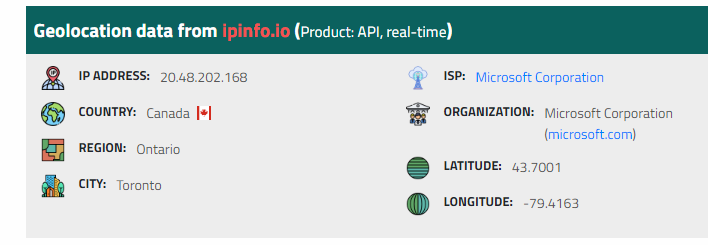 Geolocation data from ipinfo.io (Product: API, real-time)
IP ADDRESS: 20.48.202.168
COUNTRY: Canada
REGION: Ontario
CITY: Toronto
ISP: Microsoft Corporation
ORGANIZATION: Microsoft Corporation
(microsoft.com)
LATITUDE: 43.7001
LONGITUDE: -79.4163